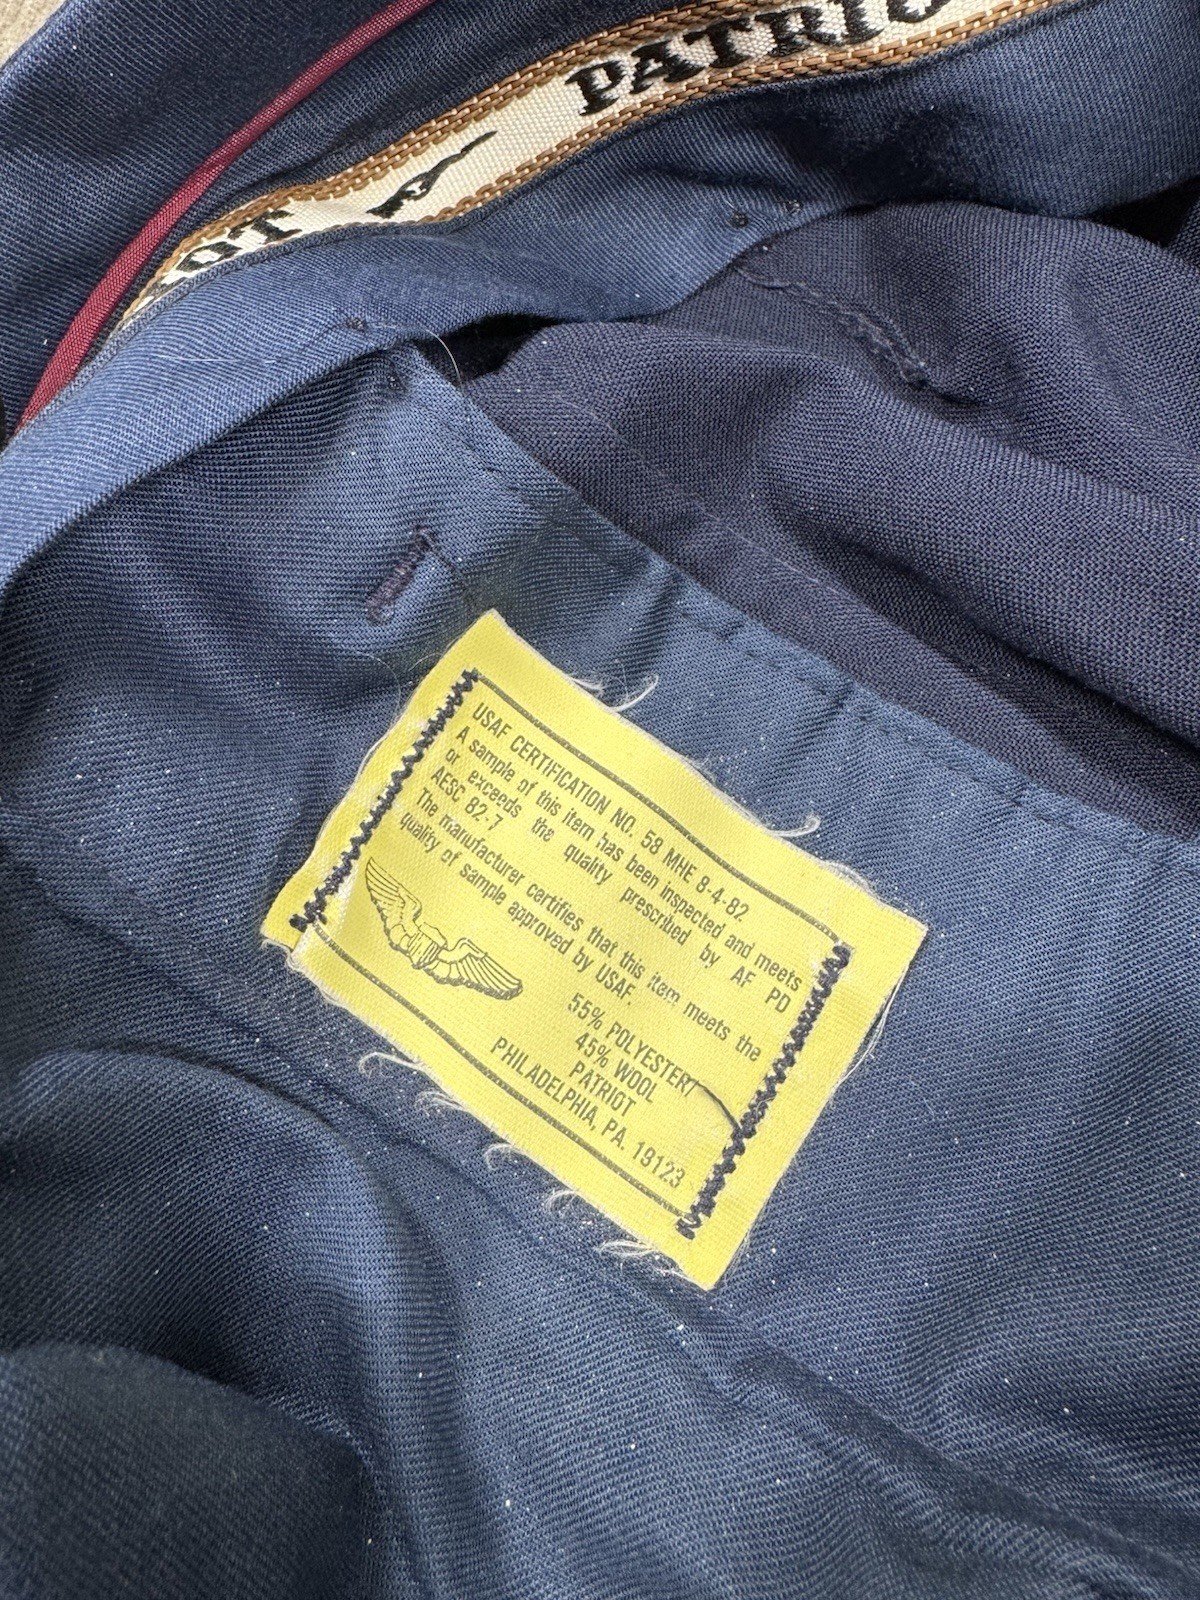 PATRIO
OT
USAF CERTIFICATION NO. 58 MHE 8-4-82
A sample of this item has been inspected and meets
or exceeds the quality prescribed by AF PD
AESC 82-7
The manufacturer certifies that this item meets the
quality of sample approved by USAF.
55% POLYESTER
45% WOOL
PATRIOT
PHILADELPHIA, PA. 19123